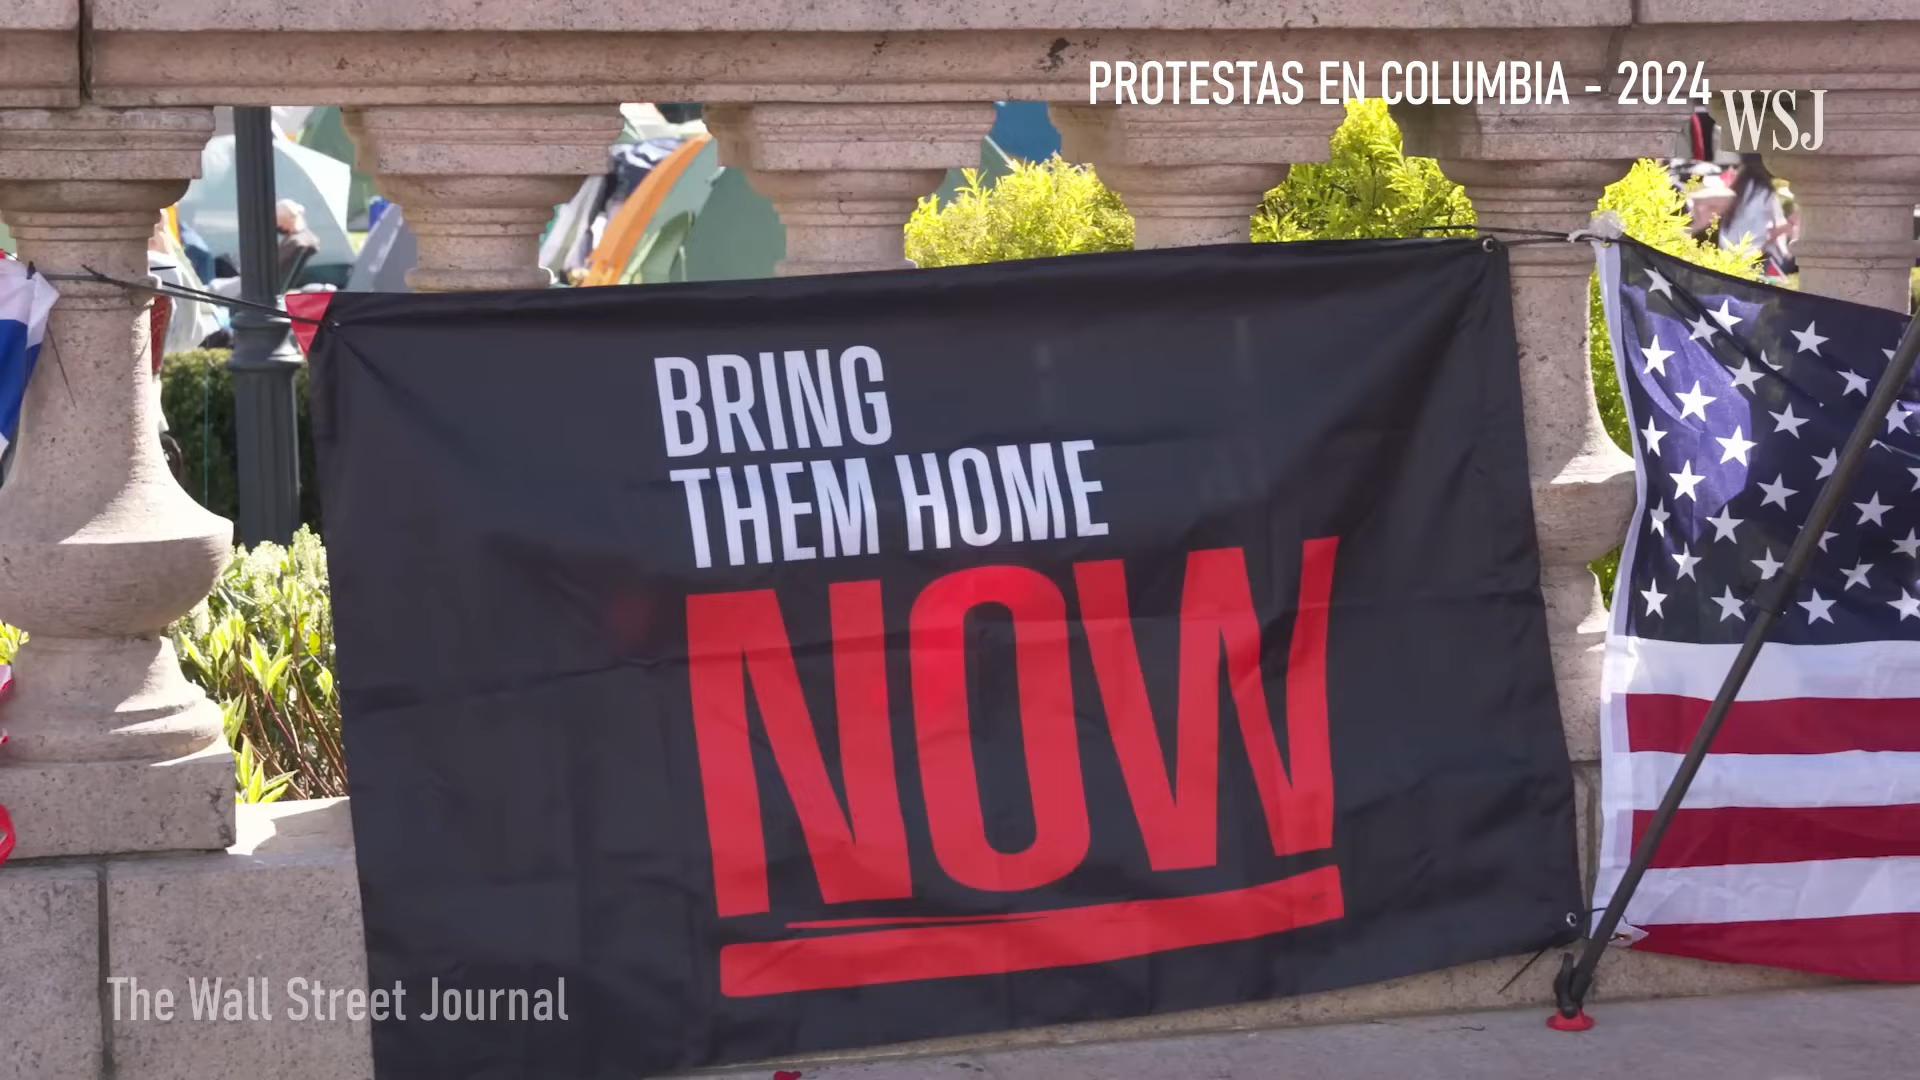 PROTESTAS EN COLUMBIA - 2024
WSJ
BRING
THEM HOME
NOW
The Wall Street Journal